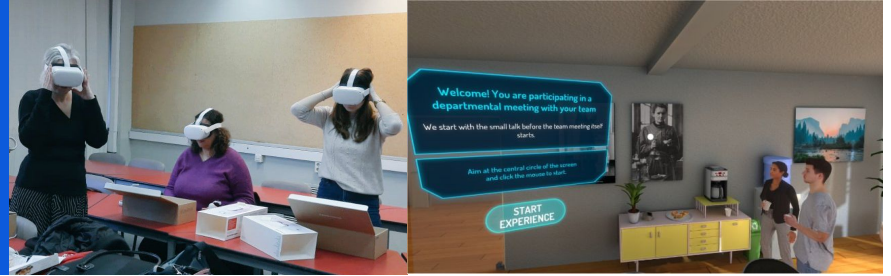 Welcome! You are participating in a
departmental meeting with your team
We start with the small talk before the team meeting itself
starts.
Aim at the central circle of the screen
and click the mouse to start.
START
EXPERIENCE